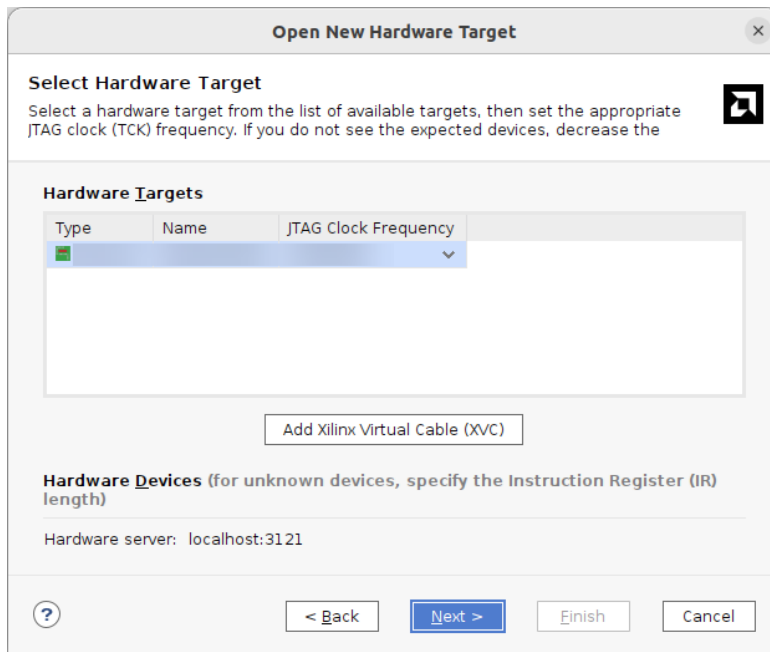 Open New Hardware Target
Select Hardware Target
Select a hardware target from the list of available targets, then set the appropriate
JTAG clock (TCK) frequency. If you do not see the expected devices, decrease the
Hardware Targets
Type Name JTAG Clock Frequency
Add Xilinx Virtual Cable (XVC)
Hardware Devices (for unknown devices, specify the Instruction Register (IR)
length)
Hardware server: localhost:3121
? < Back Next > Finish Cancel